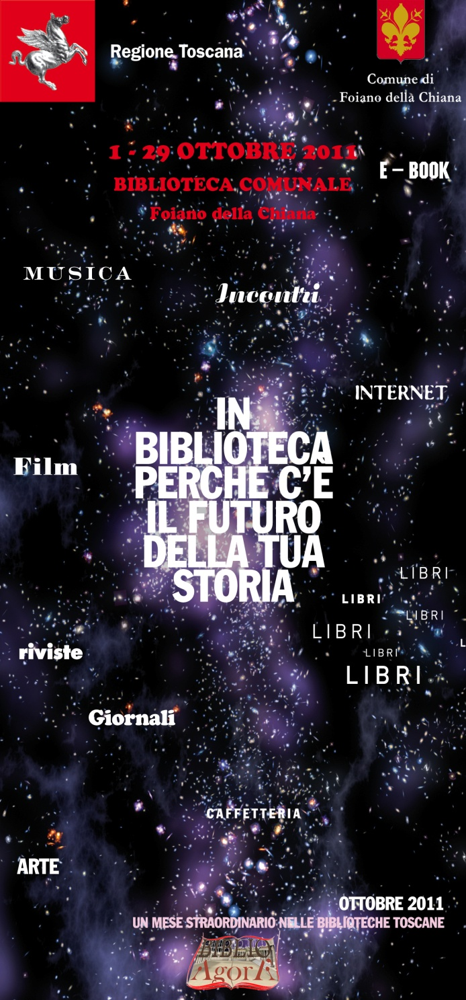 Regione Toscana
Comune di
Foiano della Chiana
1 - 29 OTTOBRE 2011
BIBLIOTECA COMUNALE
Foiano della Chiana
E – BOOK
MUSICA
Incontri
INTERNET
IN
BIBLIOTECA
PERCHÉ C’È
IL FUTURO
DELLA TUA
STORIA
Film
LIBRI
LIBRI
LIBRI
LIBRI
LIBRI
LIBRI
L
riviste
Giornali
CAFFETTERIA
ARTE
OTTOBRE 2011
UN MESE STRAORDINARIO NELLE BIBLIOTECHE TOSCANE
BIBLIO
AgorA